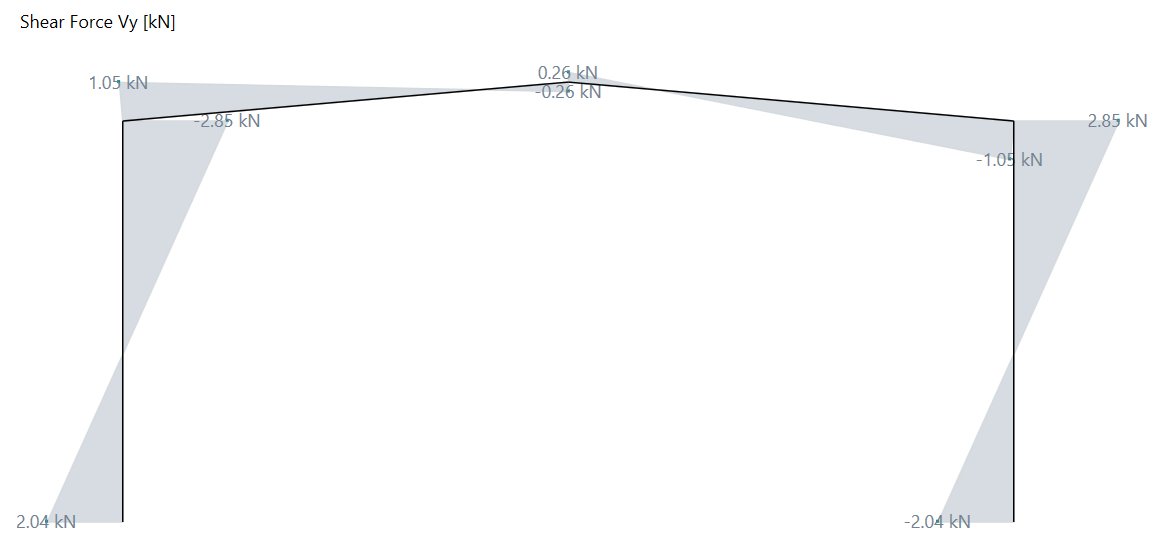 Shear Force Vy [kN]
0.26 kN
1.05 kN
-0.26 kN
-2.85 kN
2.85 kN
-1.05 kN
2.04 kN
-2.04 kN